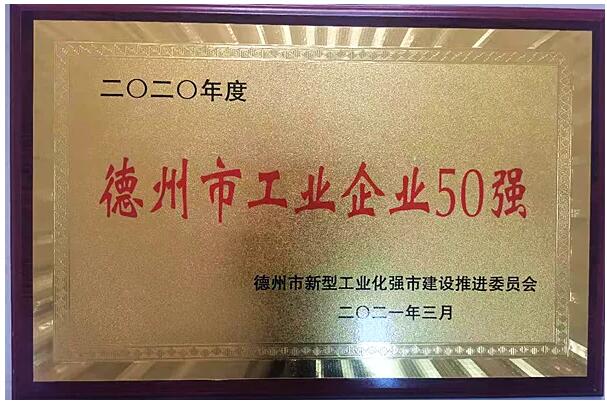 二〇二〇年度
德州市工业企业50强
德州市新型工业化强市建设推进委员会
二〇二一年三月